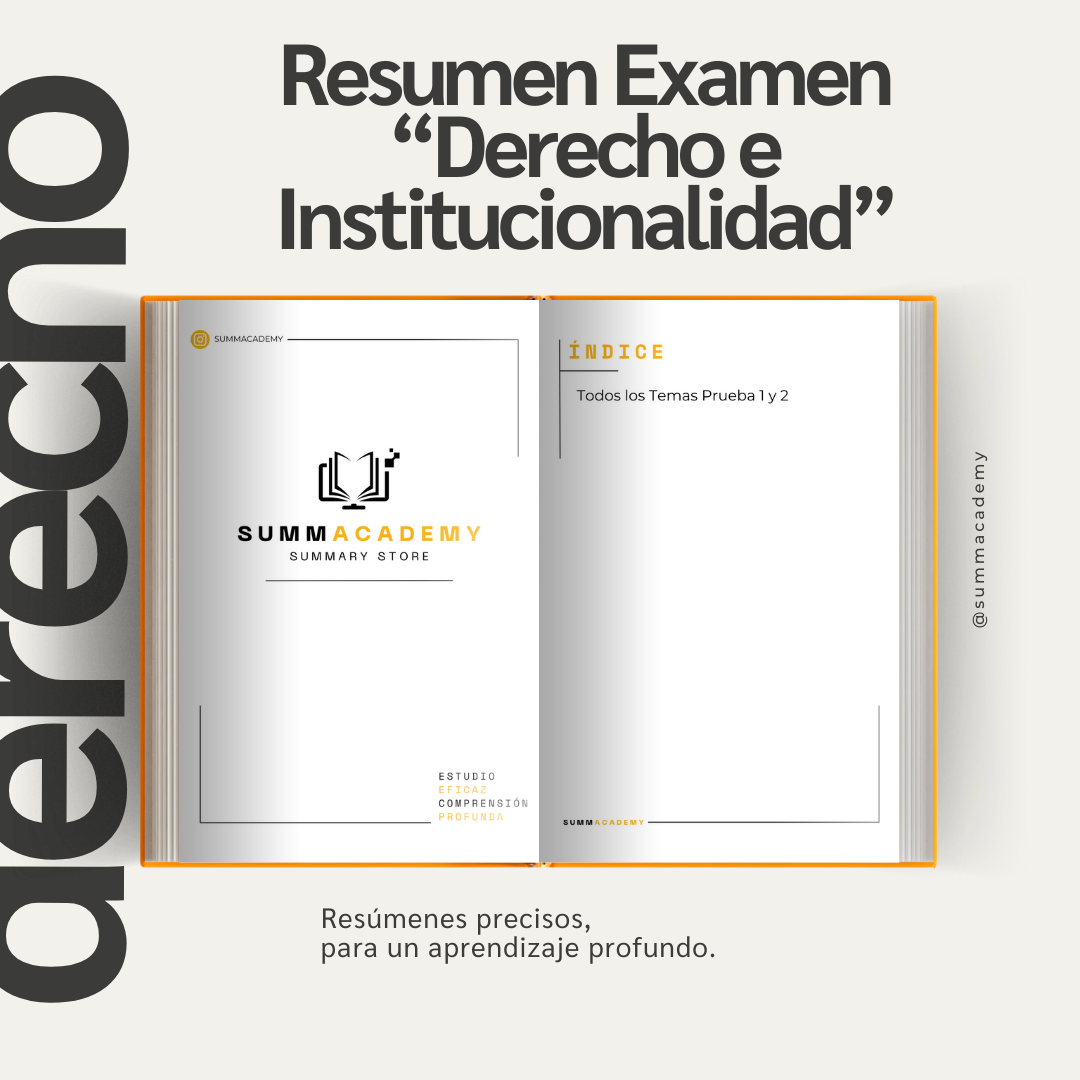 Resumen Examen
“Derecho e
Institucionalidad”
derecho
SUMMACADEMY
SUMMACADEMY
SUMMARY STORE
ESTUDIO
EFICAZ
COMPRENSIÓN
PROFUNDA
ÍNDICE
Todos los Temas Prueba 1 y 2
SUMMACADEMY
@summacademy
Resúmenes precisos,
para un aprendizaje profundo.